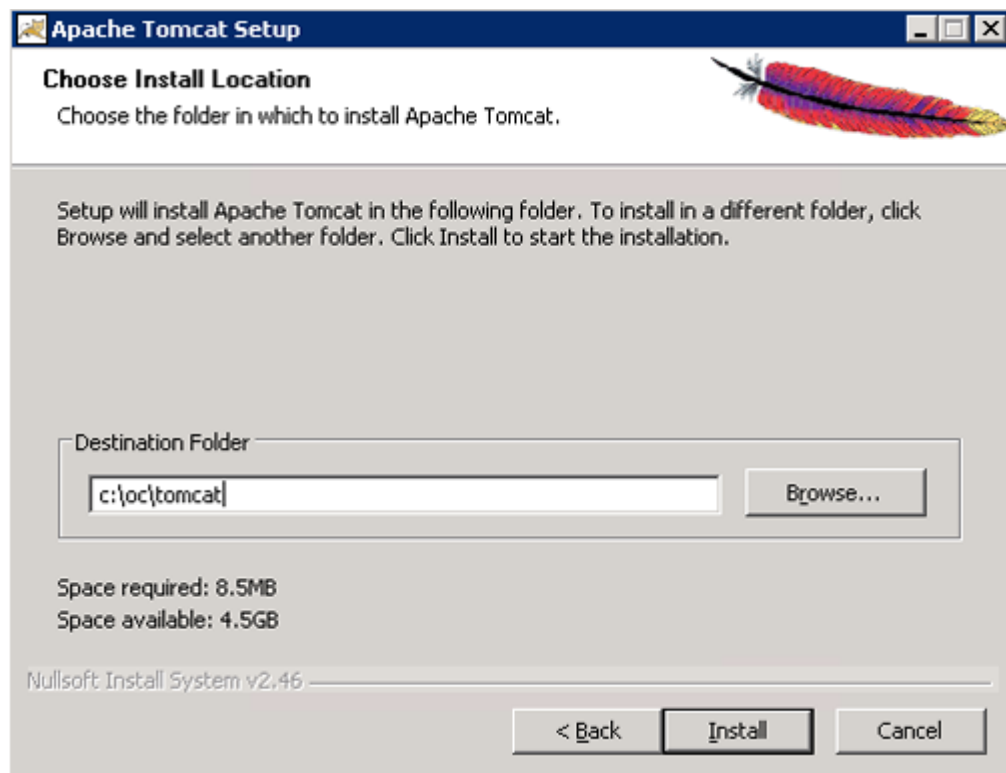 Apache Tomcat Setup
Choose Install Location
Choose the folder in which to install Apache Tomcat.
Setup will install Apache Tomcat in the following folder. To install in a different folder, click
Browse and select another folder. Click Install to start the installation.
Destination Folder
c:\oc\tomcat
Browse...
Space required: 8.5MB
Space available: 4.5GB
Nullsoft Install System v2.46
< Back
Install
Cancel